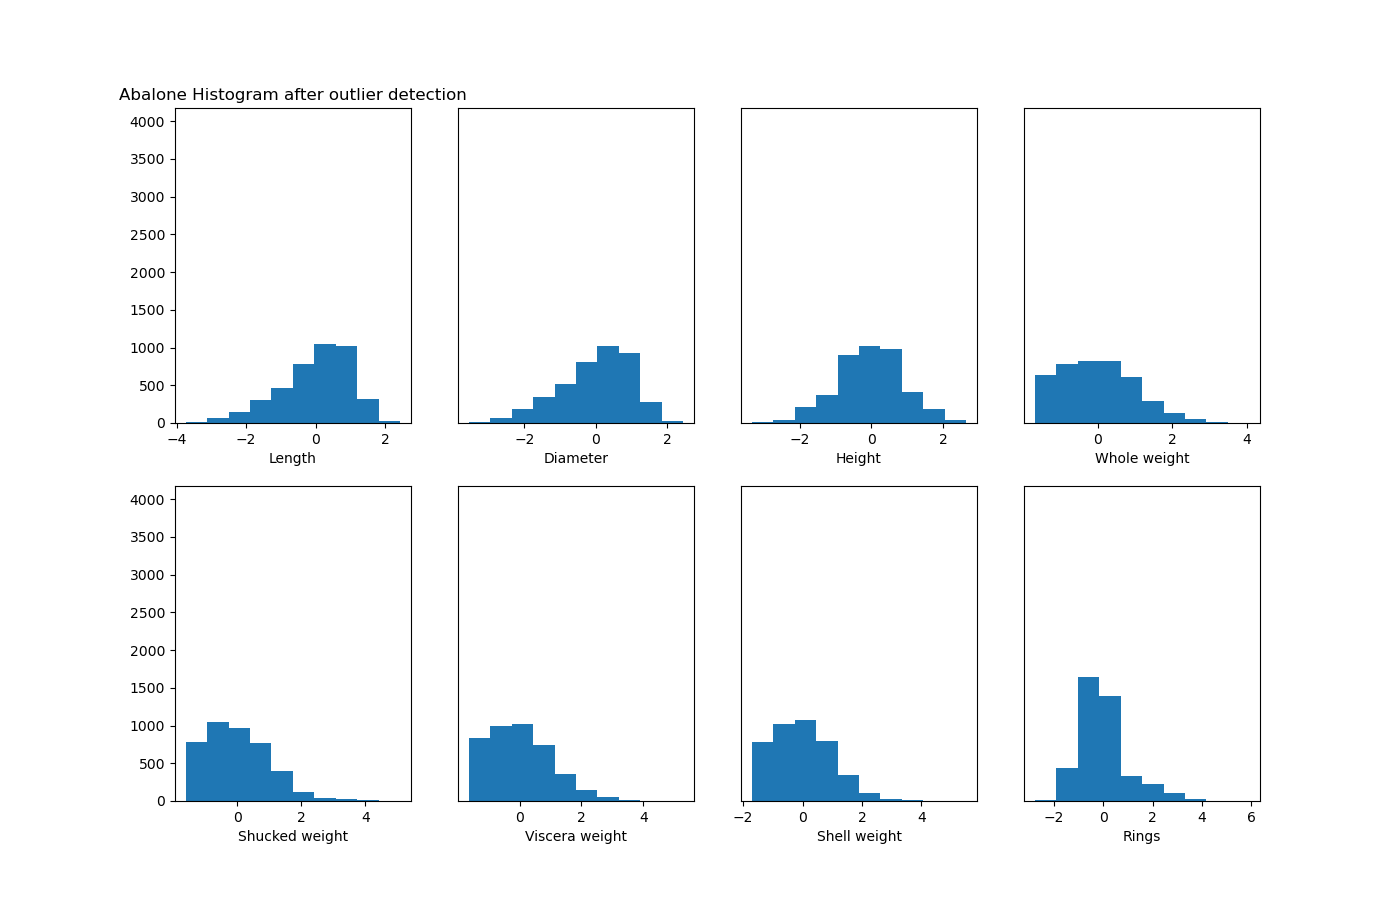 Abalone Histogram after outlier detection
4000
3500
3000
2500
2000
1500
1000
500
0
−4 −2 0 2
−2 0 2
−2 0 2
0 2 4
Length
Diameter
Height
Whole weight
4000
3500
3000
2500
2000
1500
1000
500
0
0 2 4
0 2 4
−2 0 2 4
−2 0 2 4 6
Shucked weight
Viscera weight
Shell weight
Rings